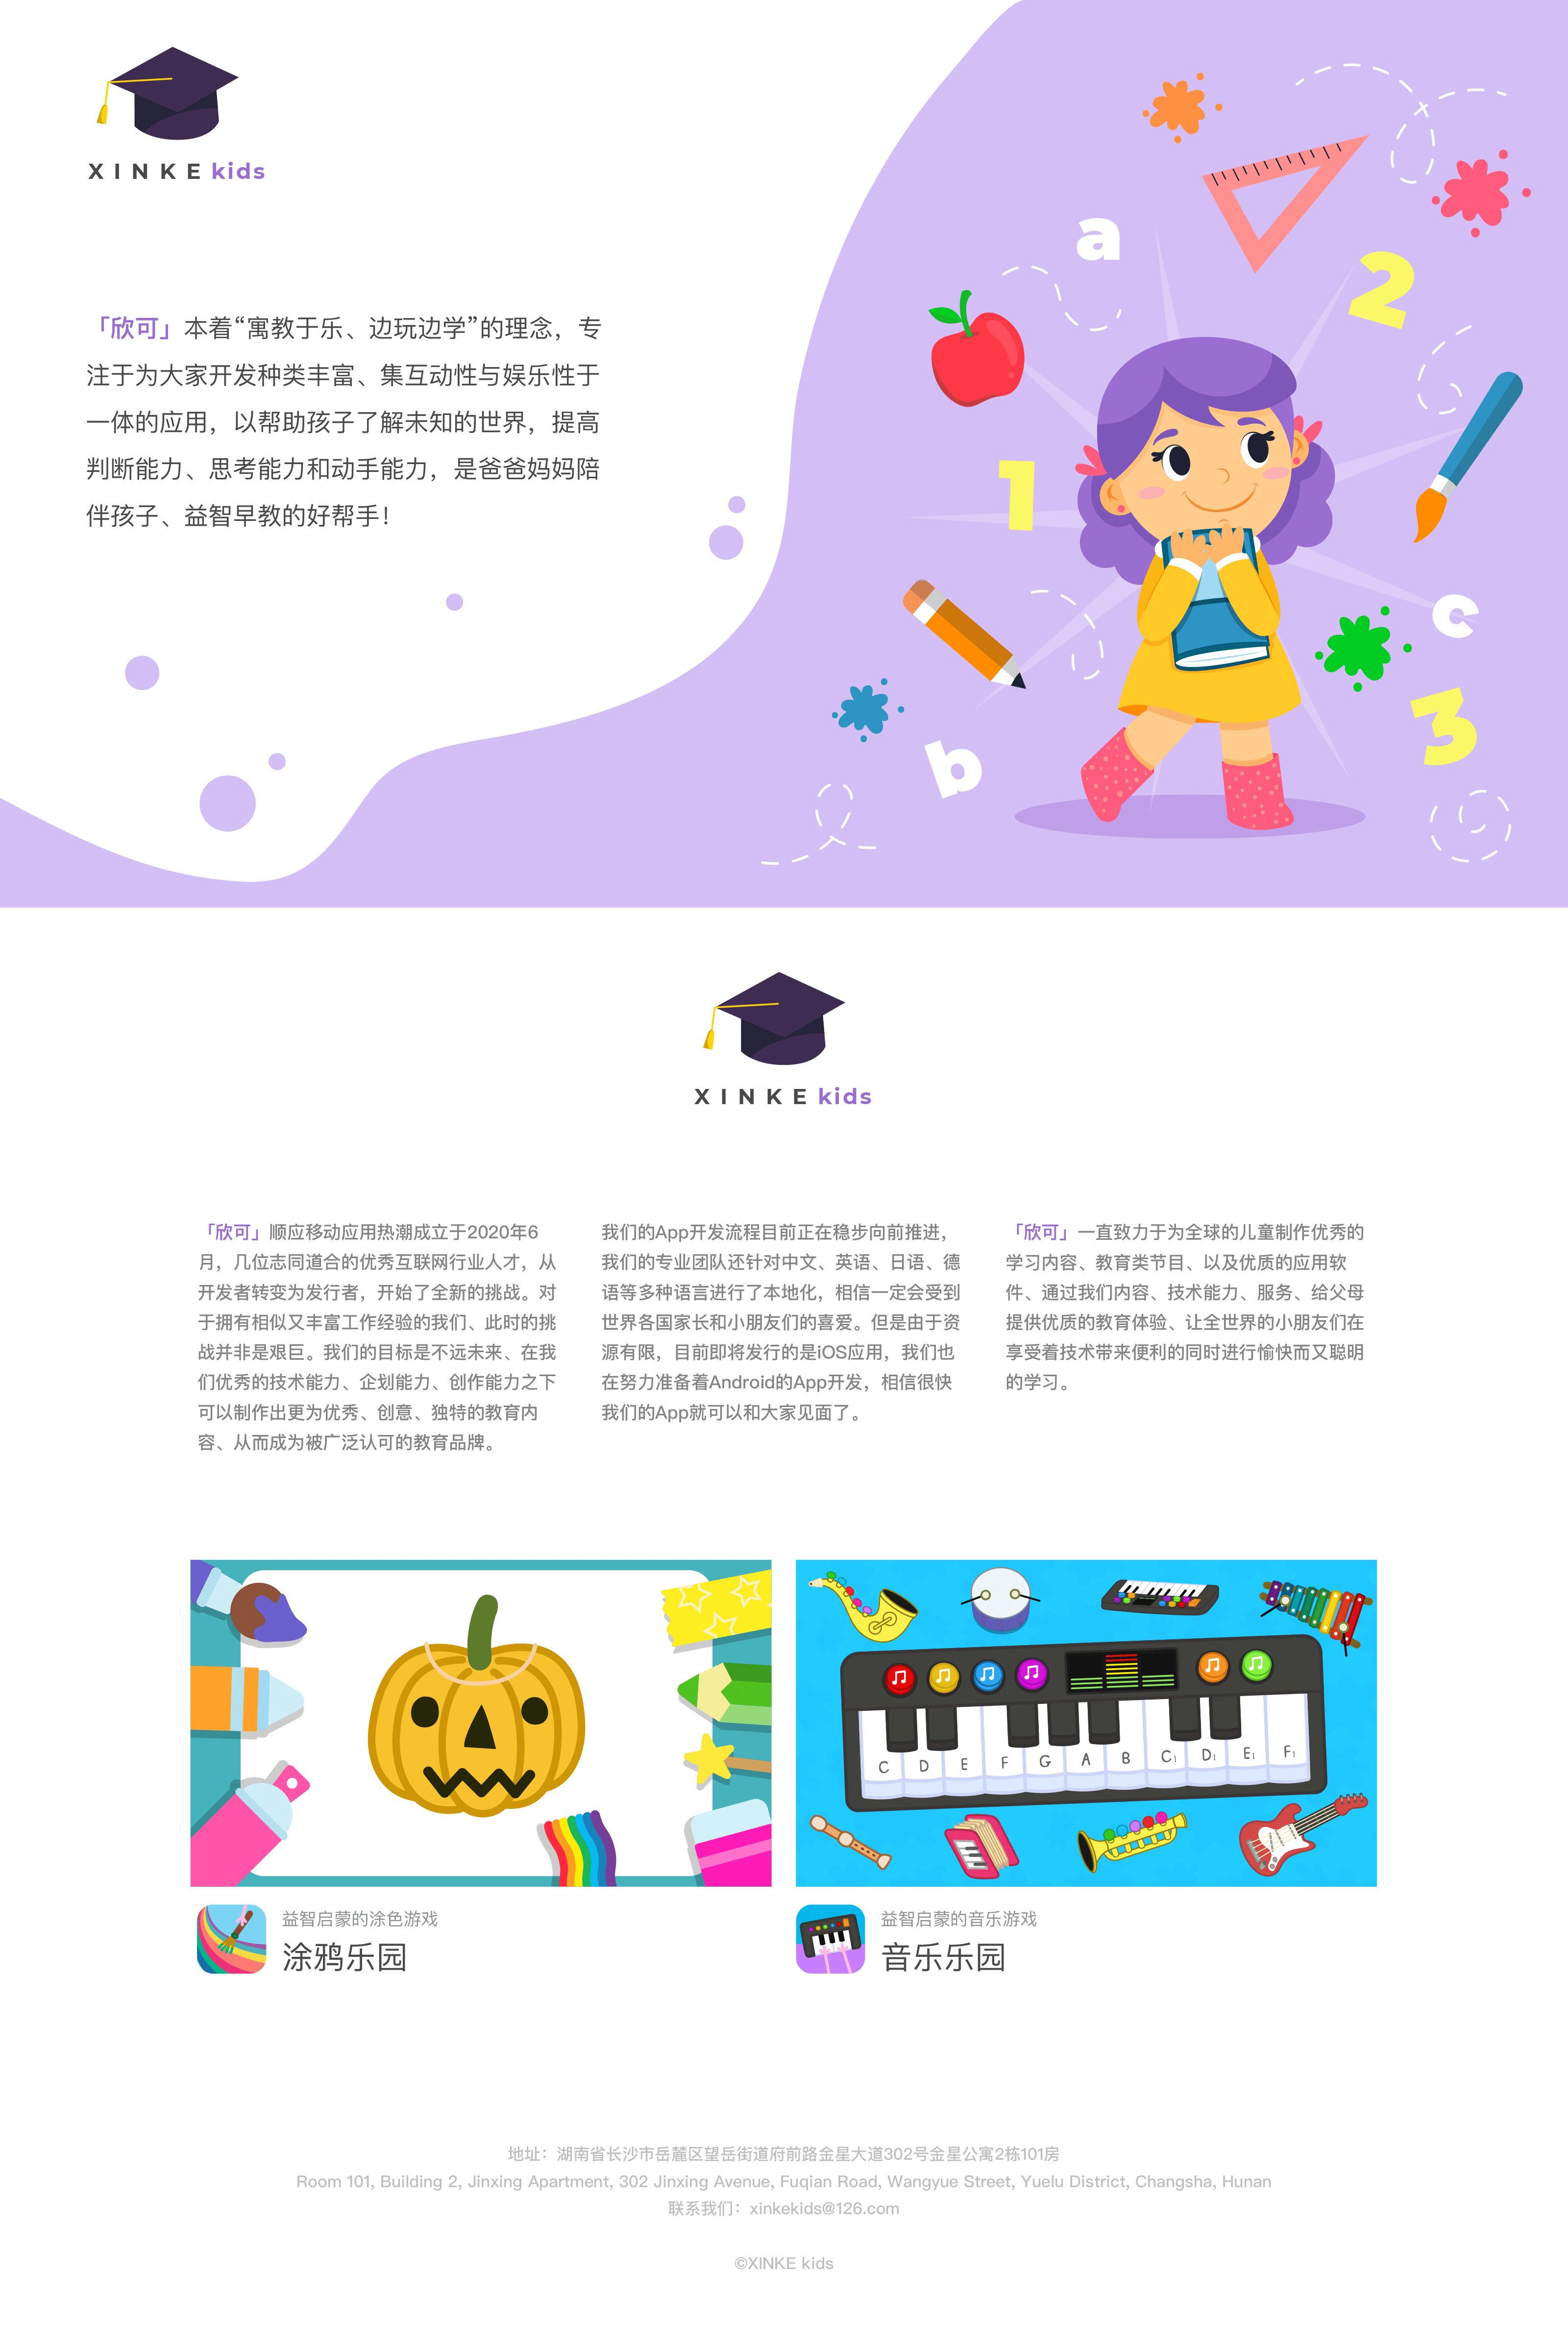 XINKE kids
「欣可」本着“寓教于乐、边玩边学”的理念，专
注于为大家开发种类丰富、集互动性与娱乐性于
一体的应用，以帮助孩子了解未知的世界，提高
判断能力、思考能力和动手能力，是爸爸妈妈陪
伴孩子、益智早教的好帮手！
a
2
1
c
3
b
XINKE kids
「欣可」顺应移动应用热潮成立于2020年6
月，几位志同道合的优秀互联网行业人才，从
开发者转变为发行者，开始了全新的挑战。对
于拥有相似又丰富工作经验的我们、此时的挑
战并非是艰巨。我们的目标是不远未来、在我
们优秀的技术能力、企划能力、创作能力之下
可以制作出更为优秀、创意、独特的教育内
容、从而成为被广泛认可的教育品牌。
我们的App开发流程目前正在稳步向前推进，
我们的专业团队还针对中文、英语、日语、德
语等多种语言进行了本地化，相信一定会受到
世界各国家长和小朋友们的喜爱。但是由于资
源有限，目前即将发行的是iOS应用，我们也
在努力准备着Android的App开发，相信很快
我们的App就可以和大家见面了。
「欣可」一直致力于为全球的儿童制作优秀的
学习内容、教育类节目、以及优质的应用软
件、通过我们内容、技术能力、服务、给父母
提供优质的教育体验、让全世界的小朋友们在
享受着技术带来便利的同时进行愉快而又聪明
的学习。
C D E F G A B C1 D1 E1 F1
益智启蒙的涂色游戏
涂鸦乐园
益智启蒙的音乐游戏
音乐乐园
地址：湖南省长沙市岳麓区望岳街道府前路金星大道302号金星公寓2栋101房
Room 101, Building 2, Jinxing Apartment, 302 Jinxing Avenue, Fuqian Road, Wangyue Street, Yuelu District, Changsha, Hunan
联系我们：xinkekids@126.com
©XINKE kids